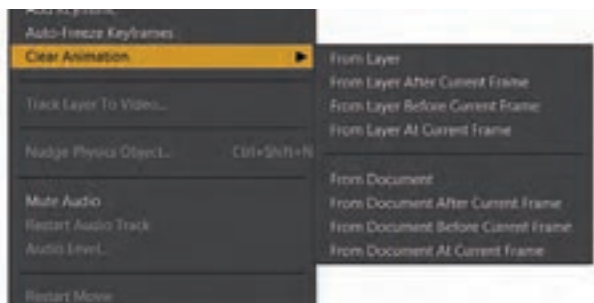 Add Keyframe...
Auto-Freeze Keyframes
Clear Animation
Track Layer To Video...
Nudge Physics Object... Ctrl+Shift+N
Mute Audio
Restart Audio Track
Audio Level...
Restart Movie
From Layer
From Layer After Current Frame
From Layer Before Current Frame
From Layer At Current Frame
From Document
From Document After Current Frame
From Document Before Current Frame
From Document At Current Frame